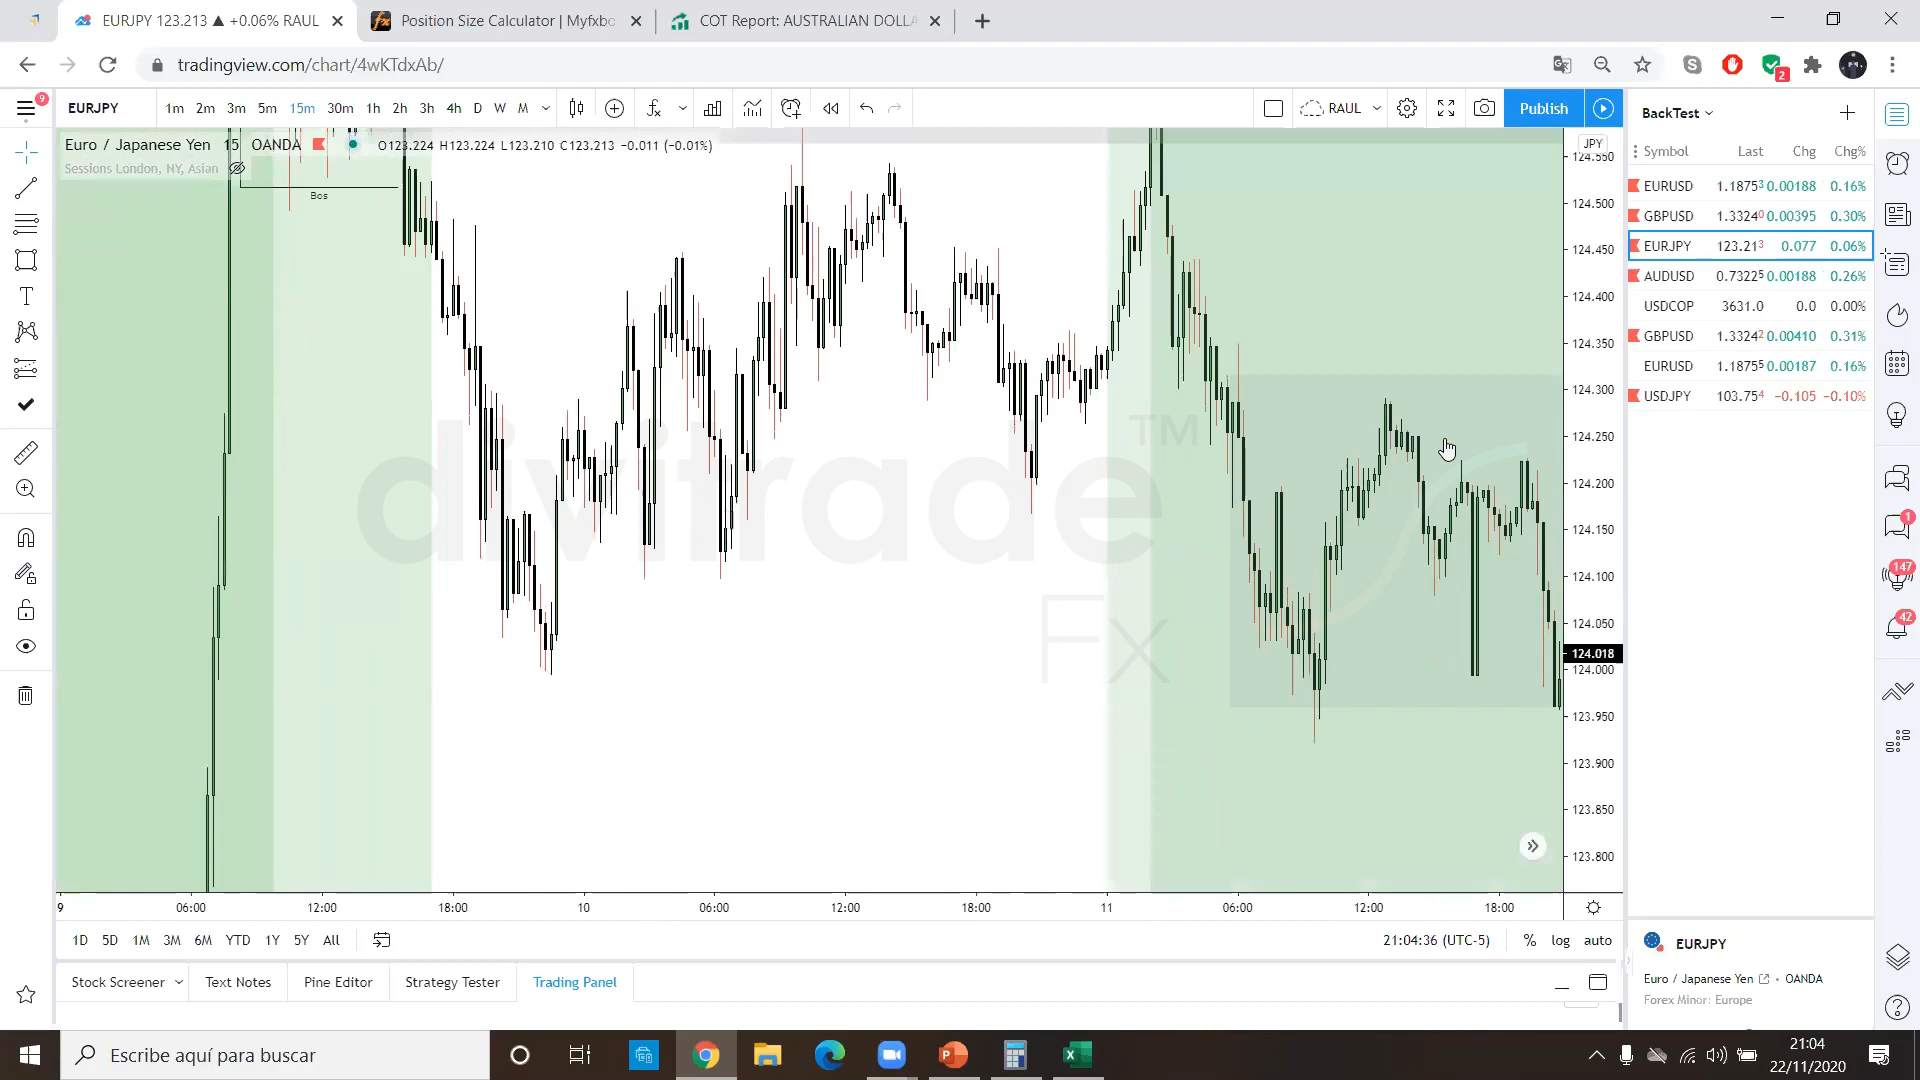 EURJPY 123.213 ▲ +0.06% RAUL
Position Size Calculator | Myfxbo
COT Report: AUSTRALIAN DOLLA
tradingview.com/chart/4wKTdxAb/
2
9
EURJPY 1m 2m 3m 5m 15m 30m 1h 2h 3h 4h D W M RAUL Publish
BackTest
Euro / Japanese Yen 15 OANDA O123.224 H123.224 L123.210 C123.213 −0.011 (−0.01%)
Sessions London, NY, Asian
Bos
JPY
124.550
124.500
124.450
124.400
124.350
124.300
124.250
124.200
124.150
124.100
124.050
124.018
124.000
123.950
123.900
123.850
123.800
divitrade™
Fx
Symbol Last Chg Chg%
EURUSD 1.18753 0.00188 0.16%
GBPUSD 1.33240 0.00395 0.30%
EURJPY 123.213 0.077 0.06%
AUDUSD 0.73225 0.00188 0.26%
USDCOP 3631.0 0.0 0.00%
GBPUSD 1.33242 0.00410 0.31%
EURUSD 1.18755 0.00187 0.16%
USDJPY 103.754 −0.105 −0.10%
1
147
42
9 06:00 12:00 18:00 10 06:00 12:00 18:00 11 06:00 12:00 18:00
1D 5D 1M 3M 6M YTD 1Y 5Y All 21:04:36 (UTC-5) % log auto
Stock Screener Text Notes Pine Editor Strategy Tester Trading Panel
EURJPY
Euro / Japanese Yen • OANDA
Forex Minor: Europe
Escribe aquí para buscar
21:04
22/11/2020